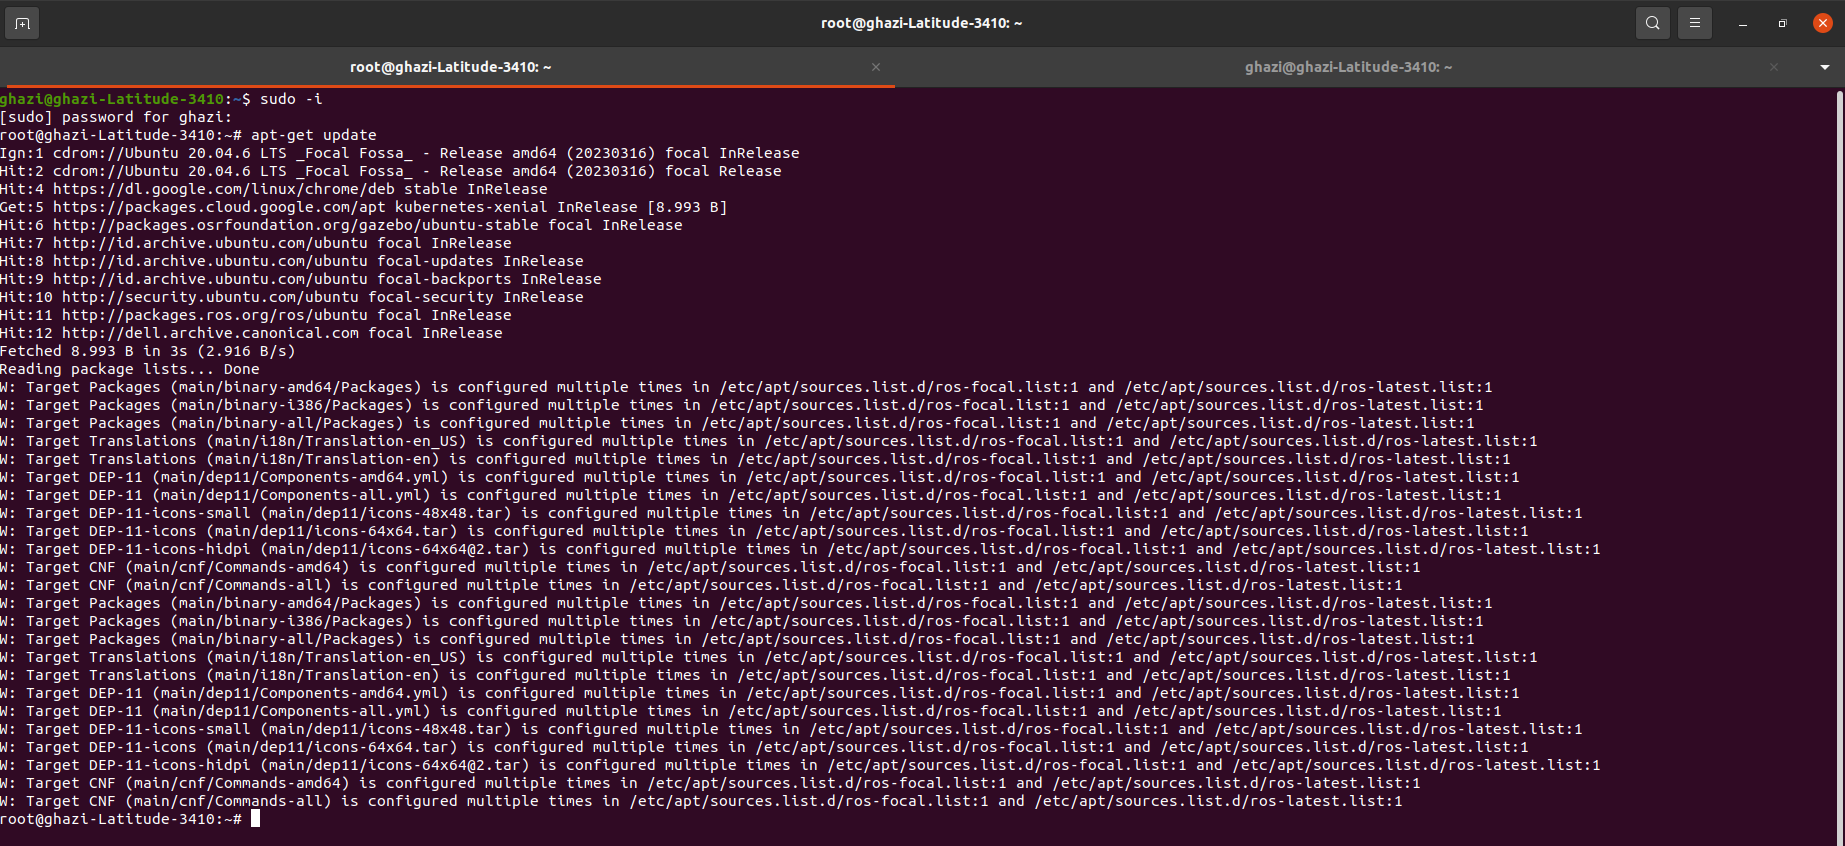 root@ghazi-Latitude-3410: ~
root@ghazi-Latitude-3410: ~
ghazi@ghazi-Latitude-3410: ~
ghazi@ghazi-Latitude-3410:~$ sudo -i
[sudo] password for ghazi:
root@ghazi-Latitude-3410:~# apt-get update
Ign:1 cdrom://Ubuntu 20.04.6 LTS _Focal Fossa_ - Release amd64 (20230316) focal InRelease
Hit:2 cdrom://Ubuntu 20.04.6 LTS _Focal Fossa_ - Release amd64 (20230316) focal Release
Hit:4 https://dl.google.com/linux/chrome/deb stable InRelease
Get:5 https://packages.cloud.google.com/apt kubernetes-xenial InRelease [8.993 B]
Hit:6 http://packages.osrfoundation.org/gazebo/ubuntu-stable focal InRelease
Hit:7 http://id.archive.ubuntu.com/ubuntu focal InRelease
Hit:8 http://id.archive.ubuntu.com/ubuntu focal-updates InRelease
Hit:9 http://id.archive.ubuntu.com/ubuntu focal-backports InRelease
Hit:10 http://security.ubuntu.com/ubuntu focal-security InRelease
Hit:11 http://packages.ros.org/ros/ubuntu focal InRelease
Hit:12 http://dell.archive.canonical.com focal InRelease
Fetched 8.993 B in 3s (2.916 B/s)
Reading package lists... Done
W: Target Packages (main/binary-amd64/Packages) is configured multiple times in /etc/apt/sources.list.d/ros-focal.list:1 and /etc/apt/sources.list.d/ros-latest.list:1
W: Target Packages (main/binary-i386/Packages) is configured multiple times in /etc/apt/sources.list.d/ros-focal.list:1 and /etc/apt/sources.list.d/ros-latest.list:1
W: Target Packages (main/binary-all/Packages) is configured multiple times in /etc/apt/sources.list.d/ros-focal.list:1 and /etc/apt/sources.list.d/ros-latest.list:1
W: Target Translations (main/i18n/Translation-en_US) is configured multiple times in /etc/apt/sources.list.d/ros-focal.list:1 and /etc/apt/sources.list.d/ros-latest.list:1
W: Target Translations (main/i18n/Translation-en) is configured multiple times in /etc/apt/sources.list.d/ros-focal.list:1 and /etc/apt/sources.list.d/ros-latest.list:1
W: Target DEP-11 (main/dep11/Components-amd64.yml) is configured multiple times in /etc/apt/sources.list.d/ros-focal.list:1 and /etc/apt/sources.list.d/ros-latest.list:1
W: Target DEP-11 (main/dep11/Components-all.yml) is configured multiple times in /etc/apt/sources.list.d/ros-focal.list:1 and /etc/apt/sources.list.d/ros-latest.list:1
W: Target DEP-11-icons-small (main/dep11/icons-48x48.tar) is configured multiple times in /etc/apt/sources.list.d/ros-focal.list:1 and /etc/apt/sources.list.d/ros-latest.list:1
W: Target DEP-11-icons (main/dep11/icons-64x64.tar) is configured multiple times in /etc/apt/sources.list.d/ros-focal.list:1 and /etc/apt/sources.list.d/ros-latest.list:1
W: Target DEP-11-icons-hidpi (main/dep11/icons-64x64@2.tar) is configured multiple times in /etc/apt/sources.list.d/ros-focal.list:1 and /etc/apt/sources.list.d/ros-latest.list:1
W: Target CNF (main/cnf/Commands-amd64) is configured multiple times in /etc/apt/sources.list.d/ros-focal.list:1 and /etc/apt/sources.list.d/ros-latest.list:1
W: Target CNF (main/cnf/Commands-all) is configured multiple times in /etc/apt/sources.list.d/ros-focal.list:1 and /etc/apt/sources.list.d/ros-latest.list:1
W: Target Packages (main/binary-amd64/Packages) is configured multiple times in /etc/apt/sources.list.d/ros-focal.list:1 and /etc/apt/sources.list.d/ros-latest.list:1
W: Target Packages (main/binary-i386/Packages) is configured multiple times in /etc/apt/sources.list.d/ros-focal.list:1 and /etc/apt/sources.list.d/ros-latest.list:1
W: Target Packages (main/binary-all/Packages) is configured multiple times in /etc/apt/sources.list.d/ros-focal.list:1 and /etc/apt/sources.list.d/ros-latest.list:1
W: Target Translations (main/i18n/Translation-en_US) is configured multiple times in /etc/apt/sources.list.d/ros-focal.list:1 and /etc/apt/sources.list.d/ros-latest.list:1
W: Target Translations (main/i18n/Translation-en) is configured multiple times in /etc/apt/sources.list.d/ros-focal.list:1 and /etc/apt/sources.list.d/ros-latest.list:1
W: Target DEP-11 (main/dep11/Components-amd64.yml) is configured multiple times in /etc/apt/sources.list.d/ros-focal.list:1 and /etc/apt/sources.list.d/ros-latest.list:1
W: Target DEP-11 (main/dep11/Components-all.yml) is configured multiple times in /etc/apt/sources.list.d/ros-focal.list:1 and /etc/apt/sources.list.d/ros-latest.list:1
W: Target DEP-11-icons-small (main/dep11/icons-48x48.tar) is configured multiple times in /etc/apt/sources.list.d/ros-focal.list:1 and /etc/apt/sources.list.d/ros-latest.list:1
W: Target DEP-11-icons (main/dep11/icons-64x64.tar) is configured multiple times in /etc/apt/sources.list.d/ros-focal.list:1 and /etc/apt/sources.list.d/ros-latest.list:1
W: Target DEP-11-icons-hidpi (main/dep11/icons-64x64@2.tar) is configured multiple times in /etc/apt/sources.list.d/ros-focal.list:1 and /etc/apt/sources.list.d/ros-latest.list:1
W: Target CNF (main/cnf/Commands-amd64) is configured multiple times in /etc/apt/sources.list.d/ros-focal.list:1 and /etc/apt/sources.list.d/ros-latest.list:1
W: Target CNF (main/cnf/Commands-all) is configured multiple times in /etc/apt/sources.list.d/ros-focal.list:1 and /etc/apt/sources.list.d/ros-latest.list:1
root@ghazi-Latitude-3410:~#